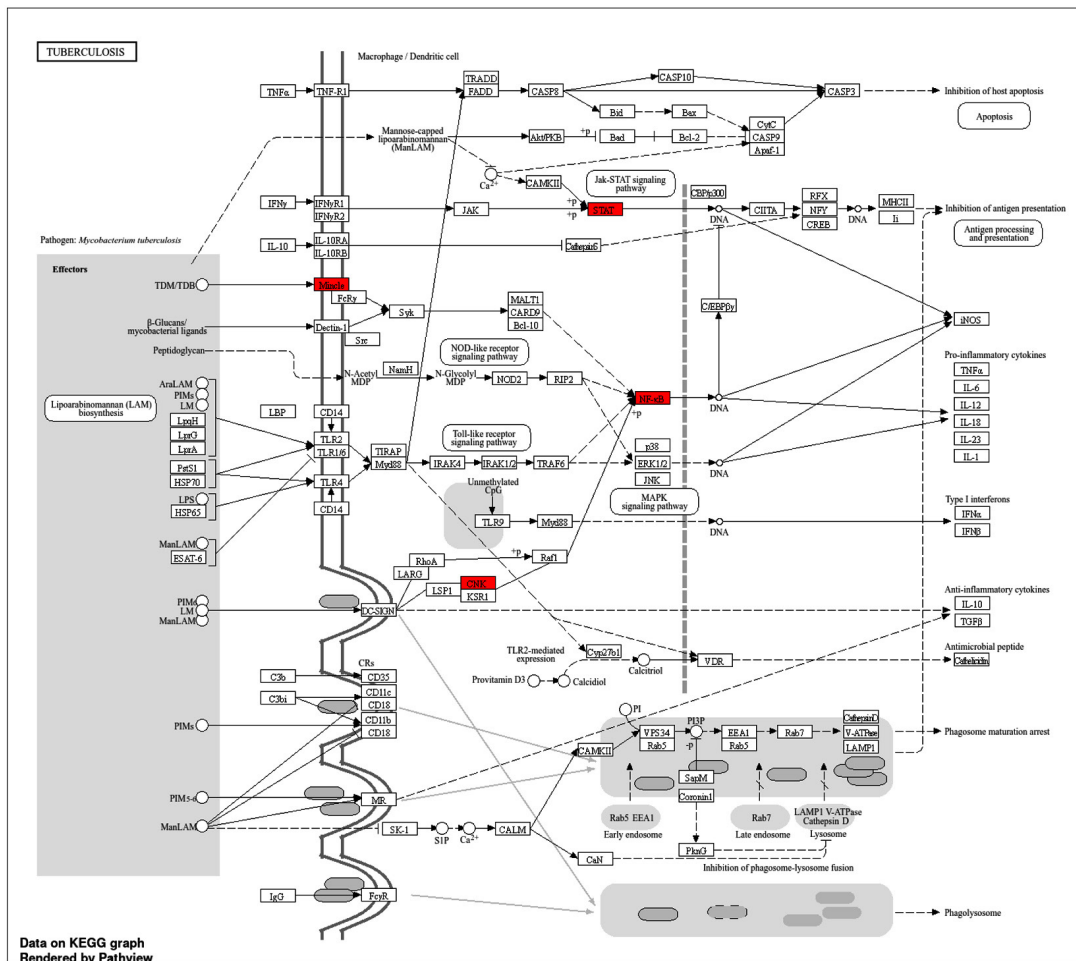 TUBERCULOSIS
Macrophage / Dendritic cell
TNFα
TNF-R1
TRADD
FADD
CASP8
CASP10
CASP3
Inhibition of host apoptosis
Apoptosis
Bid
Bax
Mannose-capped
lipoarabinomannan
(ManLAM)
Akt/PKB
+p
Bad
Bcl-2
CytC
CASP9
Apaf-1
Ca2+
CAMKII
Jak-STAT signaling
pathway
CBP/p300
RFX
NFY
CREB
MHCII
Ii
IFNγ
IFNγR1
IFNγR2
JAK
+p
+p
STAT
DNA
CIITA
DNA
Inhibition of antigen presentation
Antigen processing
and presentation
Pathogen: Mycobacterium tuberculosis
IL-10
IL-10RA
IL-10RB
CathepinS
Effectors
TDM/TDB
Mincle
FcRγ
Syk
MALT1
CARD9
Bcl-10
C/EBPβγ
iNOS
β-Glucans/
mycobacterial ligands
Dectin-1
Src
Peptidoglycan
N-Acetyl
MDP
NamH
N-Glycolyl
MDP
NOD-like receptor
signaling pathway
NOD2
RIP2
NF-κB
+p
DNA
Pro-inflammatory cytokines
TNFα
IL-6
IL-12
IL-18
IL-23
IL-1
AraLAM
PIMs
LM
LpqH
LprG
LprA
Lipoarabinomannan (LAM)
biosynthesis
LBP
CD14
TLR2
TLR1/6
TIRAP
Myd88
Toll-like receptor
signaling pathway
IRAK4
IRAK1/2
TRAF6
p38
ERK1/2
JNK
DNA
MAPK
signaling pathway
PstS1
HSP70
TLR4
CD14
LPS
HSP65
Unmethylated
CpG
TLR9
Myd88
DNA
Type I interferons
IFNα
IFNβ
ManLAM
ESAT-6
RhoA
LARG
+p
Raf1
LSP1
CNK
KSR1
PIMs
LM
ManLAM
DC-SIGN
Anti-inflammatory cytokines
IL-10
TGFβ
Antimicrobial peptide
Cathelicidin
TLR2-mediated
expression
Cyp27b1
Calcitriol
VDR
Provitamin D3
Calcidiol
CRs
C3b
CD35
C3bi
CD11c
CD18
CD11b
CD18
PIMs
PI
PI3P
-p
CAMKII
VPS34
Rab5
EEA1
Rab5
Rab7
CathepsinD
V-ATPase
LAMP1
Phagosome maturation arrest
SapM
Coronin1
PIM5-6
MR
ManLAM
SK-1
S1P
Ca2+
CALM
CaN
Rab5 EEA1
Early endosome
Rab7
Late endosome
LAMP1 V-ATPase
Cathepsin D
Lysosome
PknG
Inhibition of phagosome-lysosome fusion
IgG
FcγR
Phagolysosome
Data on KEGG graph
Rendered by Pathview